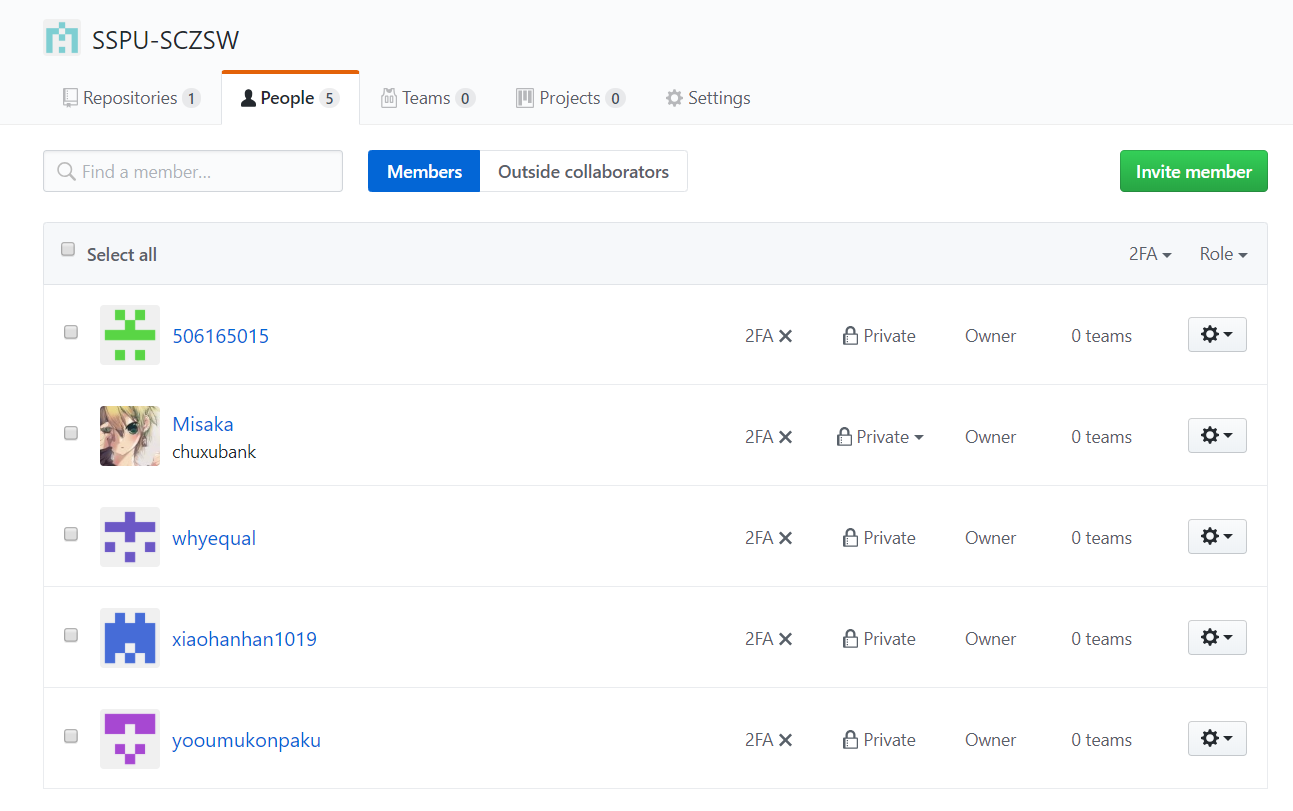 SSPU-SCZSW
Repositories 1 People 5 Teams 0 Projects 0 Settings
Find a member... Members Outside collaborators Invite member
Select all 2FA Role
506165015 2FA Private Owner 0 teams
Misaka
chuxubank 2FA Private Owner 0 teams
whyequal 2FA Private Owner 0 teams
xiaohanhan1019 2FA Private Owner 0 teams
yooumukonpaku 2FA Private Owner 0 teams